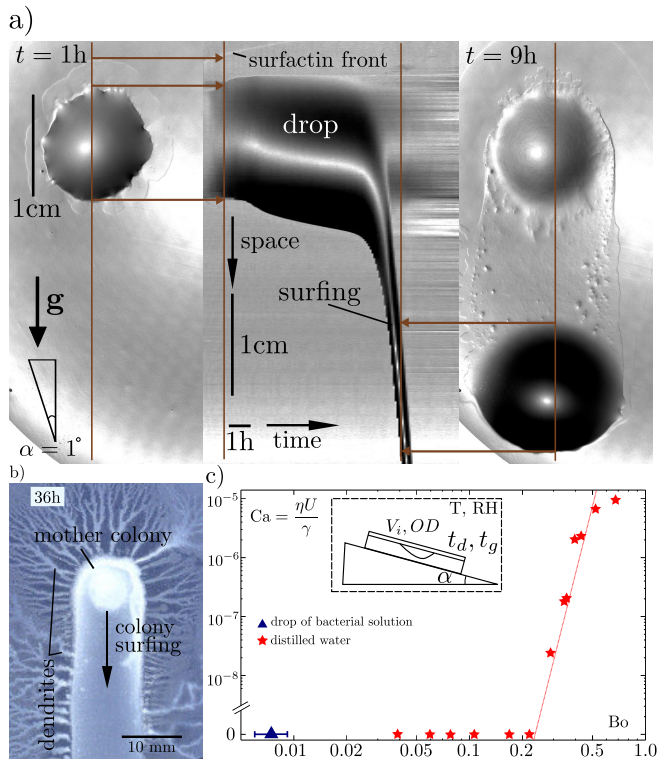 a)
t = 1h
surfactin front
t = 9h
drop
1cm
space
g
surfing
1cm
α = 1°
1h
time
b)
36h
mother colony
colony
surfing
dendrites
10 mm
c)
10⁻⁵
10⁻⁶
10⁻⁷
10⁻⁸
0
Ca = ηU/γ
T, RH
Vᵢ, OD
t_d, t_g
α
drop of bacterial solution
distilled water
Bo
0.01
0.02
0.05
0.1
0.2
0.5
1.0